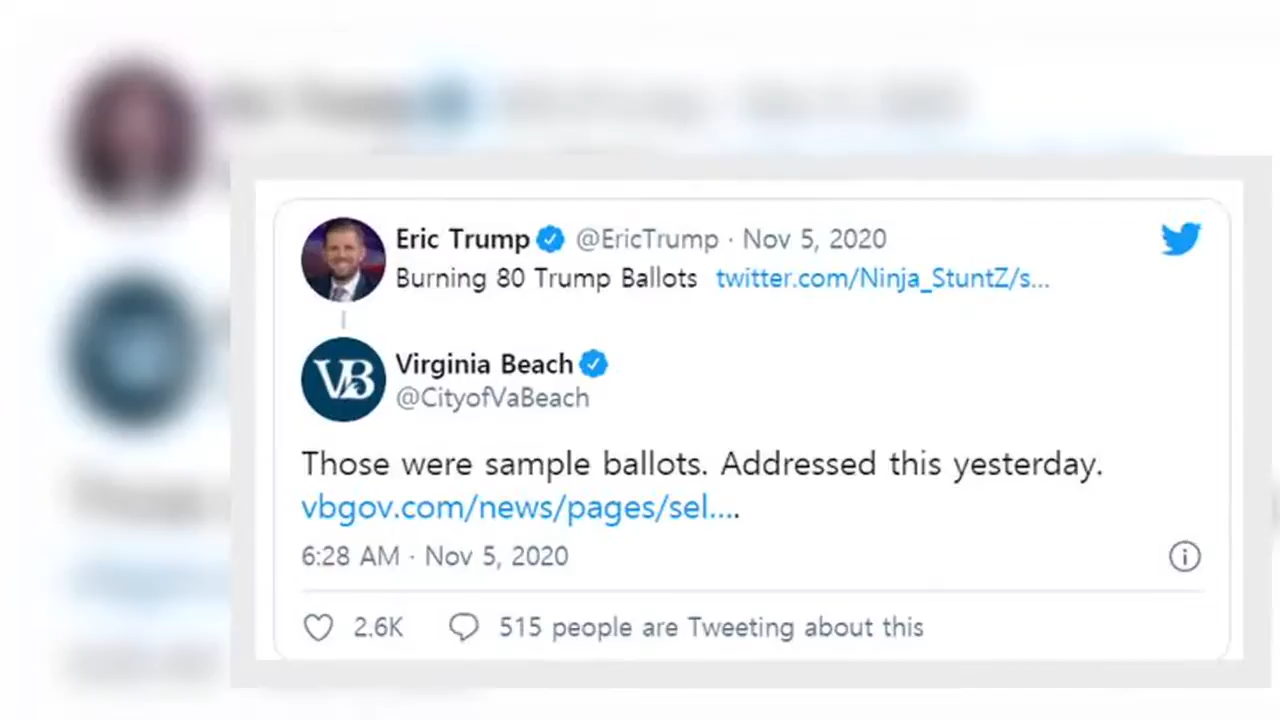 Eric Trump @EricTrump · Nov 5, 2020
Burning 80 Trump Ballots twitter.com/Ninja_StuntZ/s...
VB
Virginia Beach
@CityofVaBeach
Those were sample ballots. Addressed this yesterday.
vbgov.com/news/pages/sel....
6:28 AM · Nov 5, 2020
2.6K 515 people are Tweeting about this